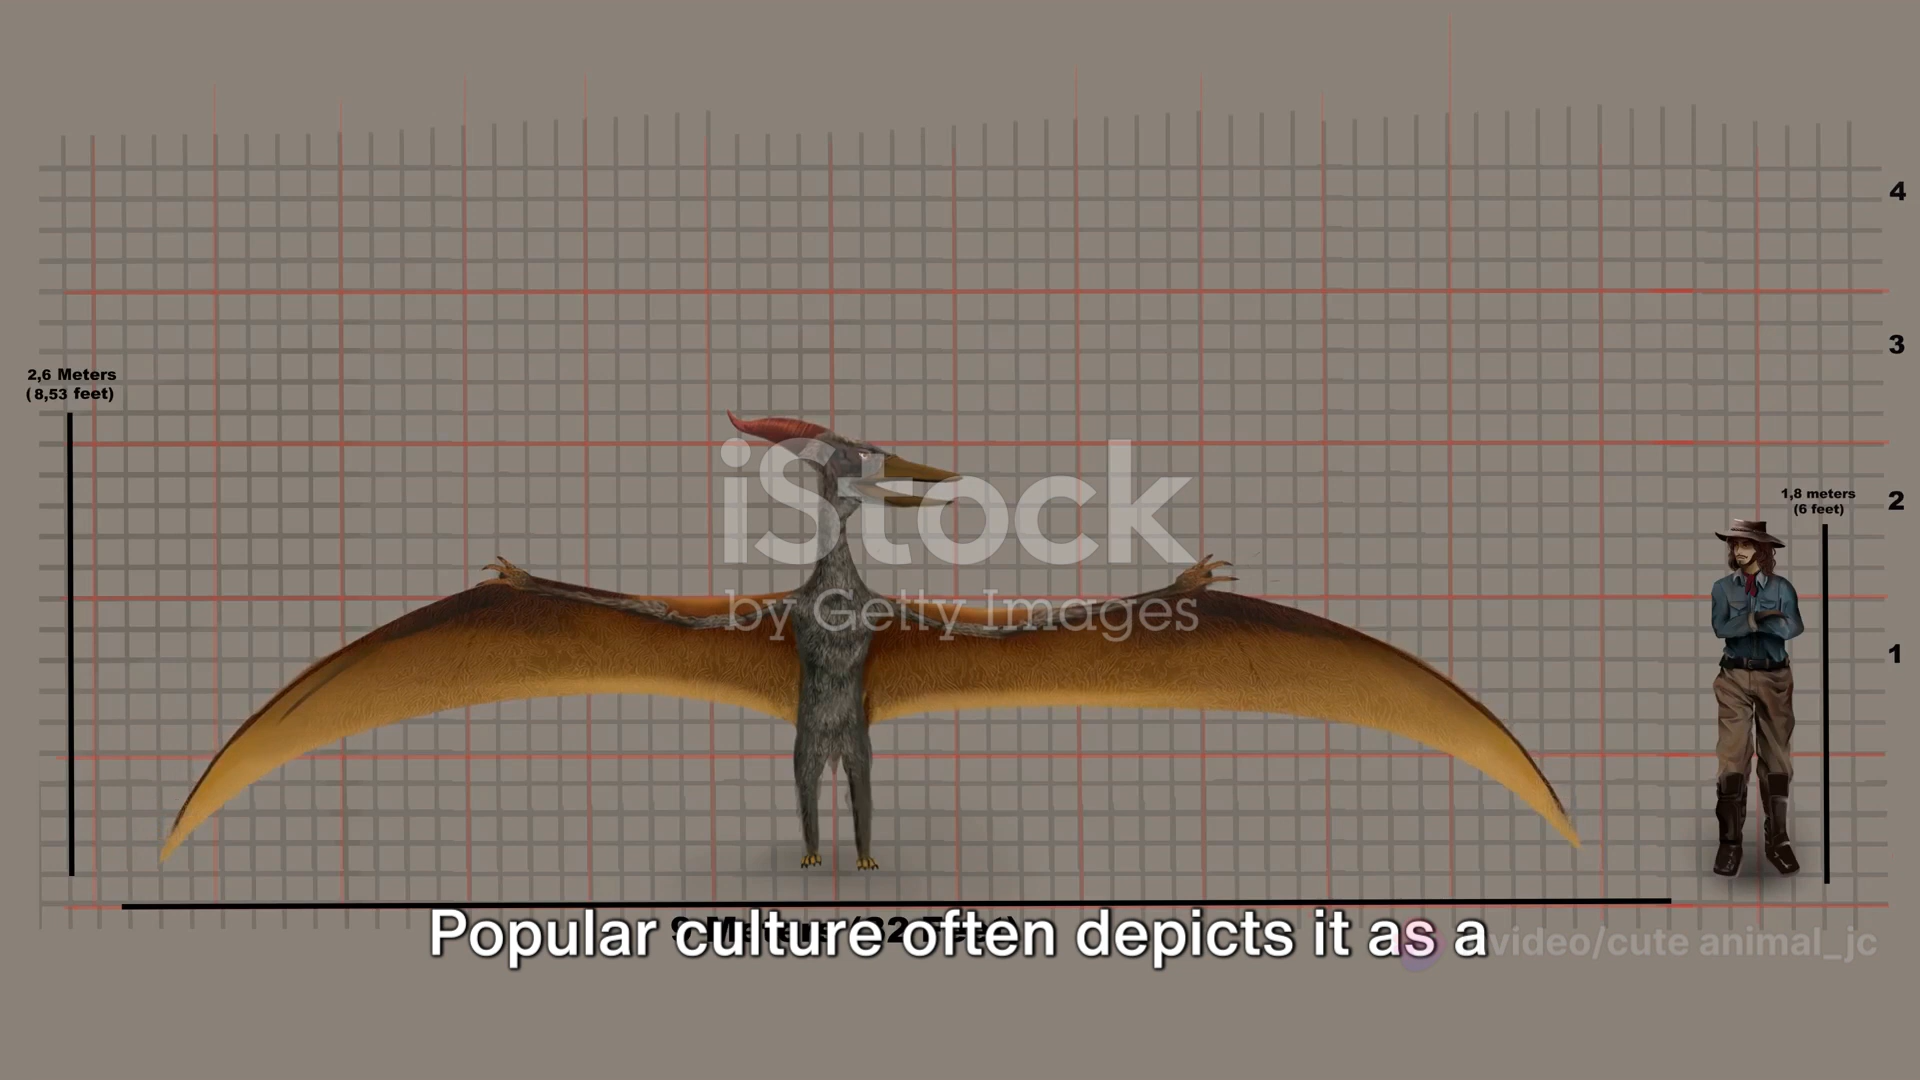 4
3
2,6 Meters
(8,53 feet)
iStock
by Getty Images
1,8 meters
(6 feet)
2
1
Popular culture often depicts it as a
video/cute animal_jc